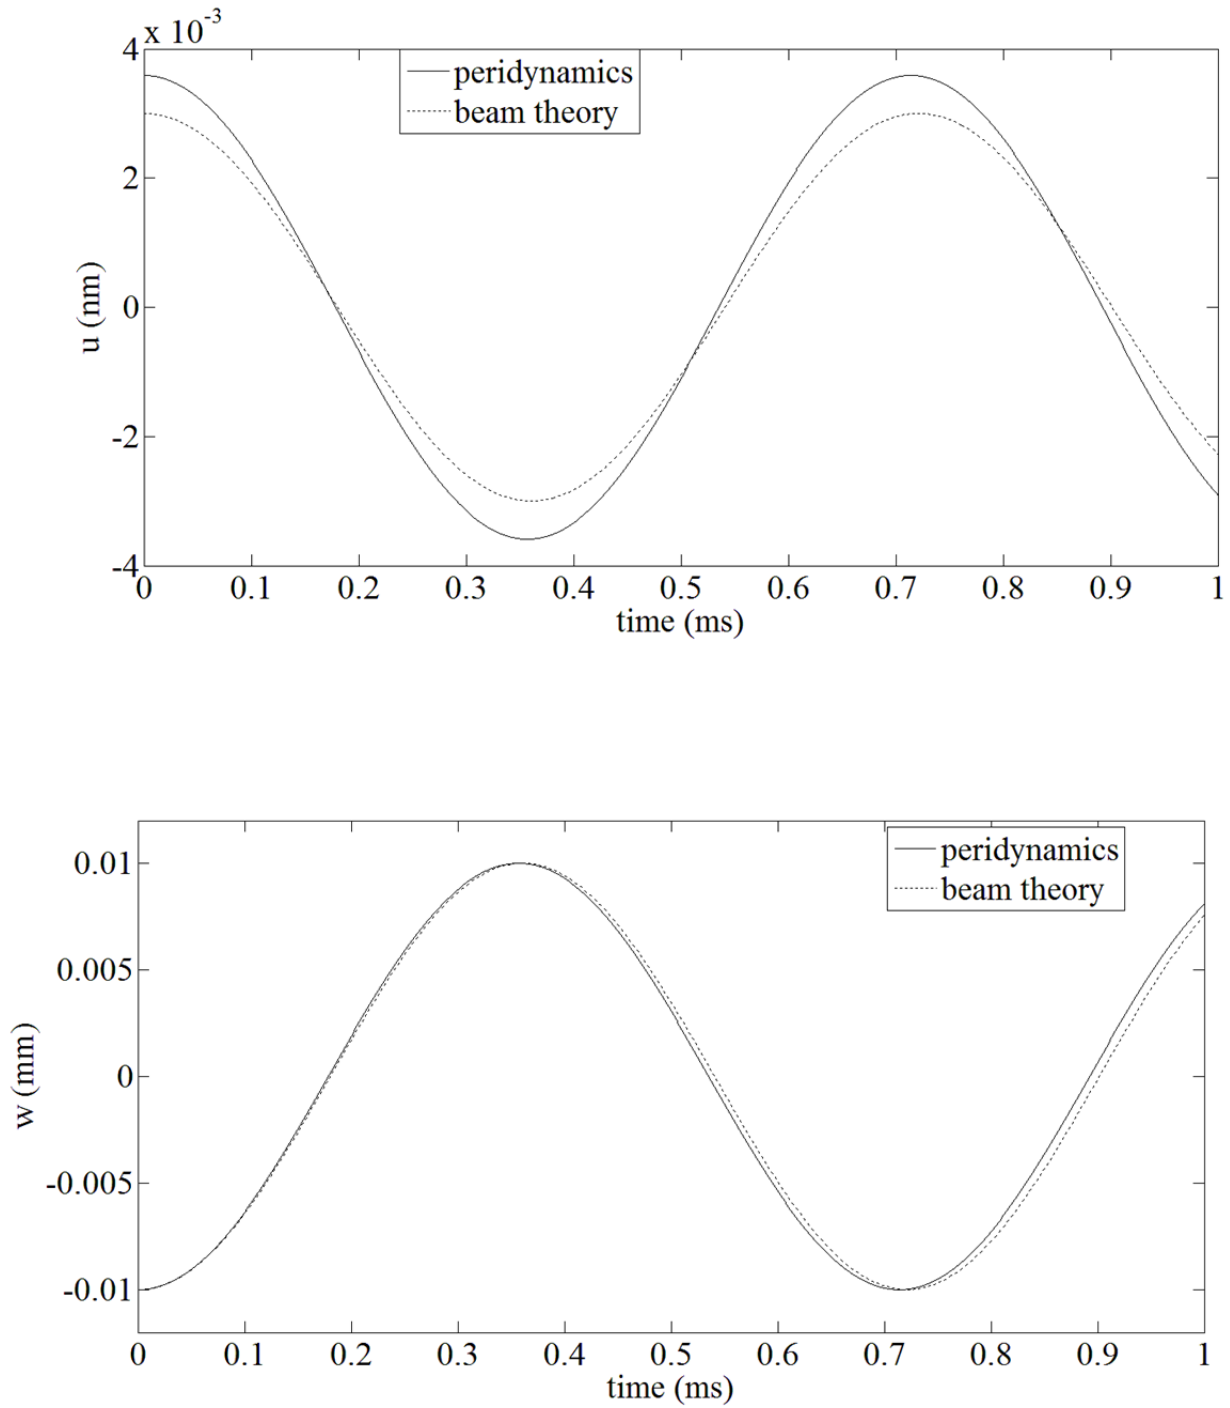 x 10⁻³
4
peridynamics
beam theory
2
0
-2
-4
u (nm)
0 0.1 0.2 0.3 0.4 0.5 0.6 0.7 0.8 0.9 1
time (ms)
0.01
peridynamics
beam theory
0.005
0
-0.005
-0.01
w (mm)
0 0.1 0.2 0.3 0.4 0.5 0.6 0.7 0.8 0.9 1
time (ms)